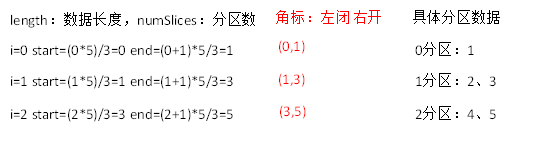 length：数据长度，numSlices：分区数 角标：左闭右开 具体分区数据
i=0 start=(0*5)/3=0 end=(0+1)*5/3=1 (0,1) 0分区：1
i=1 start=(1*5)/3=1 end=(1+1)*5/3=3 (1,3) 1分区：2、3
i=2 start=(2*5)/3=3 end=(2+1)*5/3=5 (3,5) 2分区：4、5